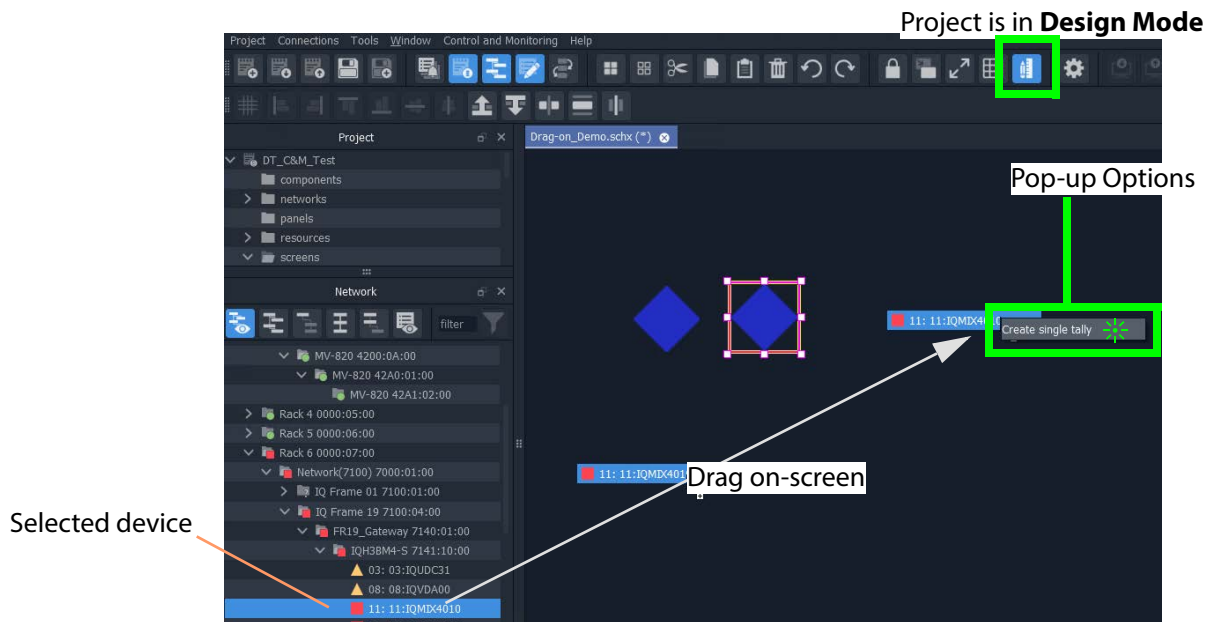 Project is in Design Mode
Project Connections Tools Window Control and Monitoring Help
Project
Drag-on_Demo.schx (*)
DT_C&M_Test
components
networks
panels
resources
screens
Pop-up Options
Network
filter
11: 11:IQMIX4010
Create single tally
MV-820 4200:0A:00
MV-820 42A0:01:00
MV-820 42A1:02:00
Rack 4 0000:05:00
Rack 5 0000:06:00
Rack 6 0000:07:00
Network(7100) 7000:01:00
11: 11:IQMIX401
Drag on-screen
IQ Frame 01 7100:01:00
IQ Frame 19 7100:04:00
Selected device
FR19_Gateway 7140:01:00
IQH3BM4-S 7141:10:00
03: 03:IQUDC31
08: 08:IQVDA00
11: 11:IQMIX4010